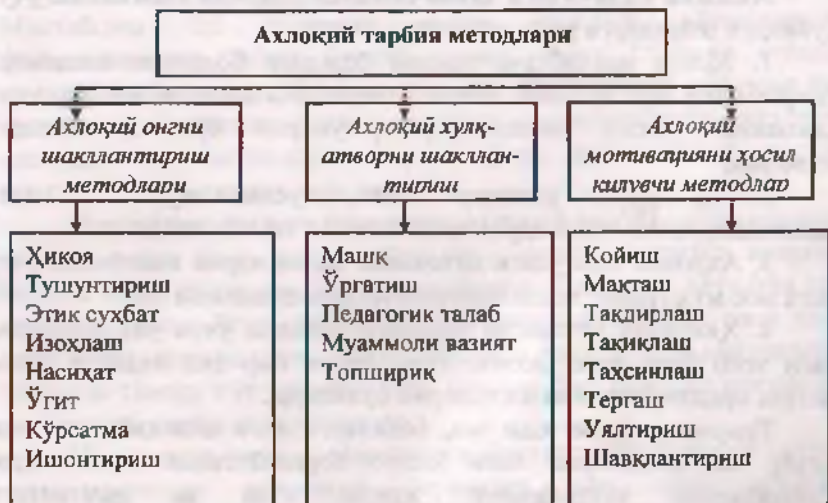 Ахлоқий тарбия методлари
Ахлоқий онгни
шакллантириш
методлари
Ҳикоя
Тушунтириш
Этик суҳбат
Изоҳлаш
Насиҳат
Ўгит
Кўрсатма
Ишонтириш
Ахлоқий хулқ-
атворни шакллан-
тириш
Машқ
Ўргатиш
Педагогик талаб
Муаммоли вазият
Топшириқ
Ахлоқий
мотивацияни ҳосил
қилувчи методлар
Койиш
Мақташ
Тақдирлаш
Тақиқлаш
Таҳсинлаш
Тергаш
Уялтириш
Шавқлантириш